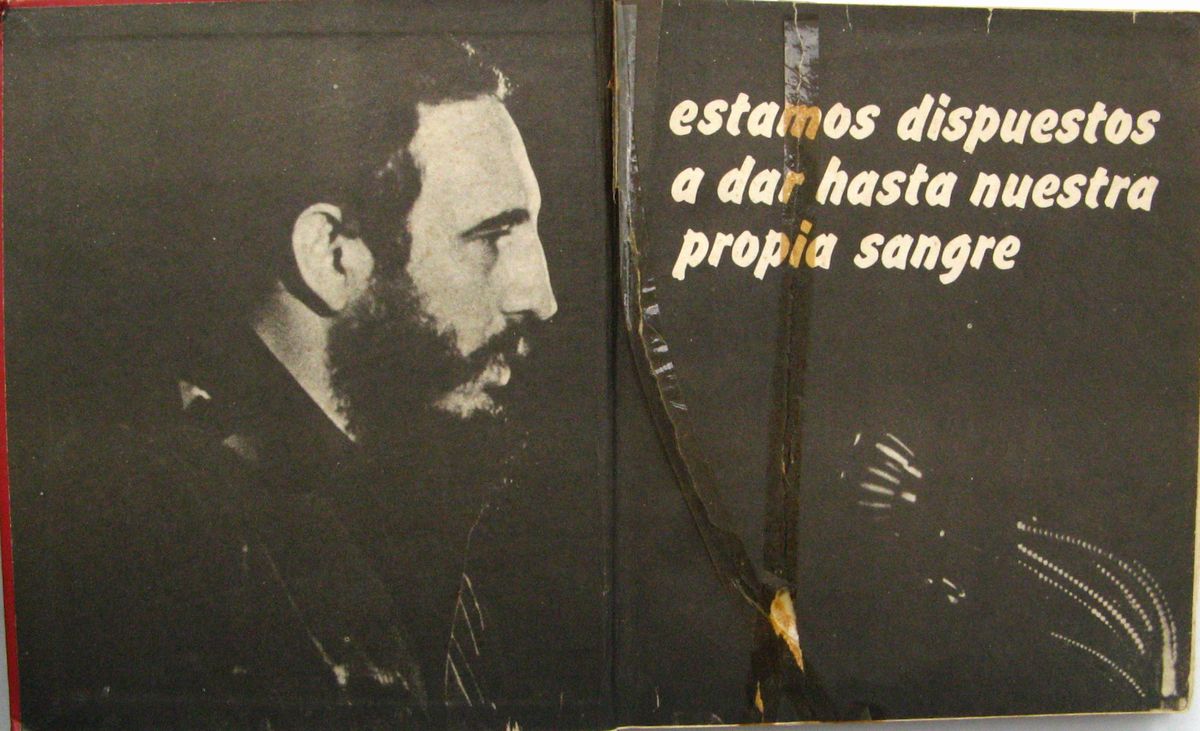 estamos dispuestos
a dar hasta nuestra
propia sangre